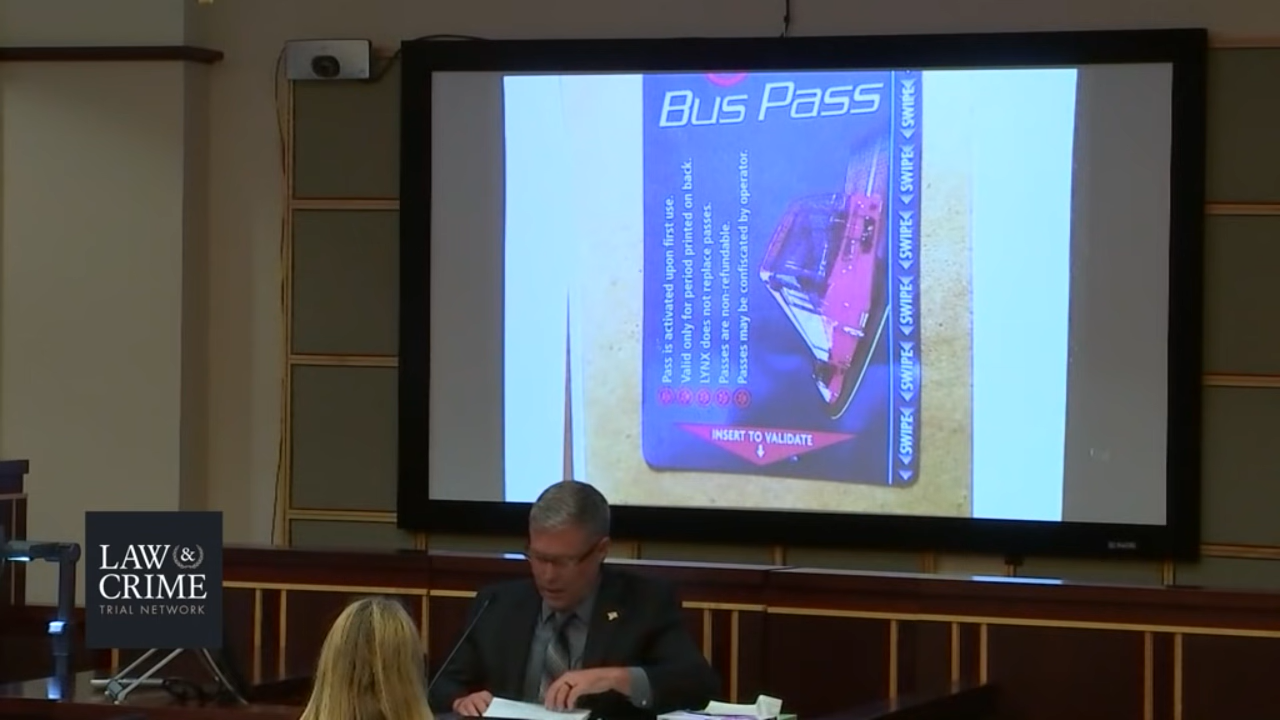 Bus Pass
Pass is activated upon first use.
Valid only for period printed on back.
LYNX does not replace passes.
Passes are non-refundable.
Passes may be confiscated by operator.
INSERT TO VALIDATE
SWIPE SWIPE SWIPE SWIPE SWIPE SWIPE
LAW &
CRIME
TRIAL NETWORK